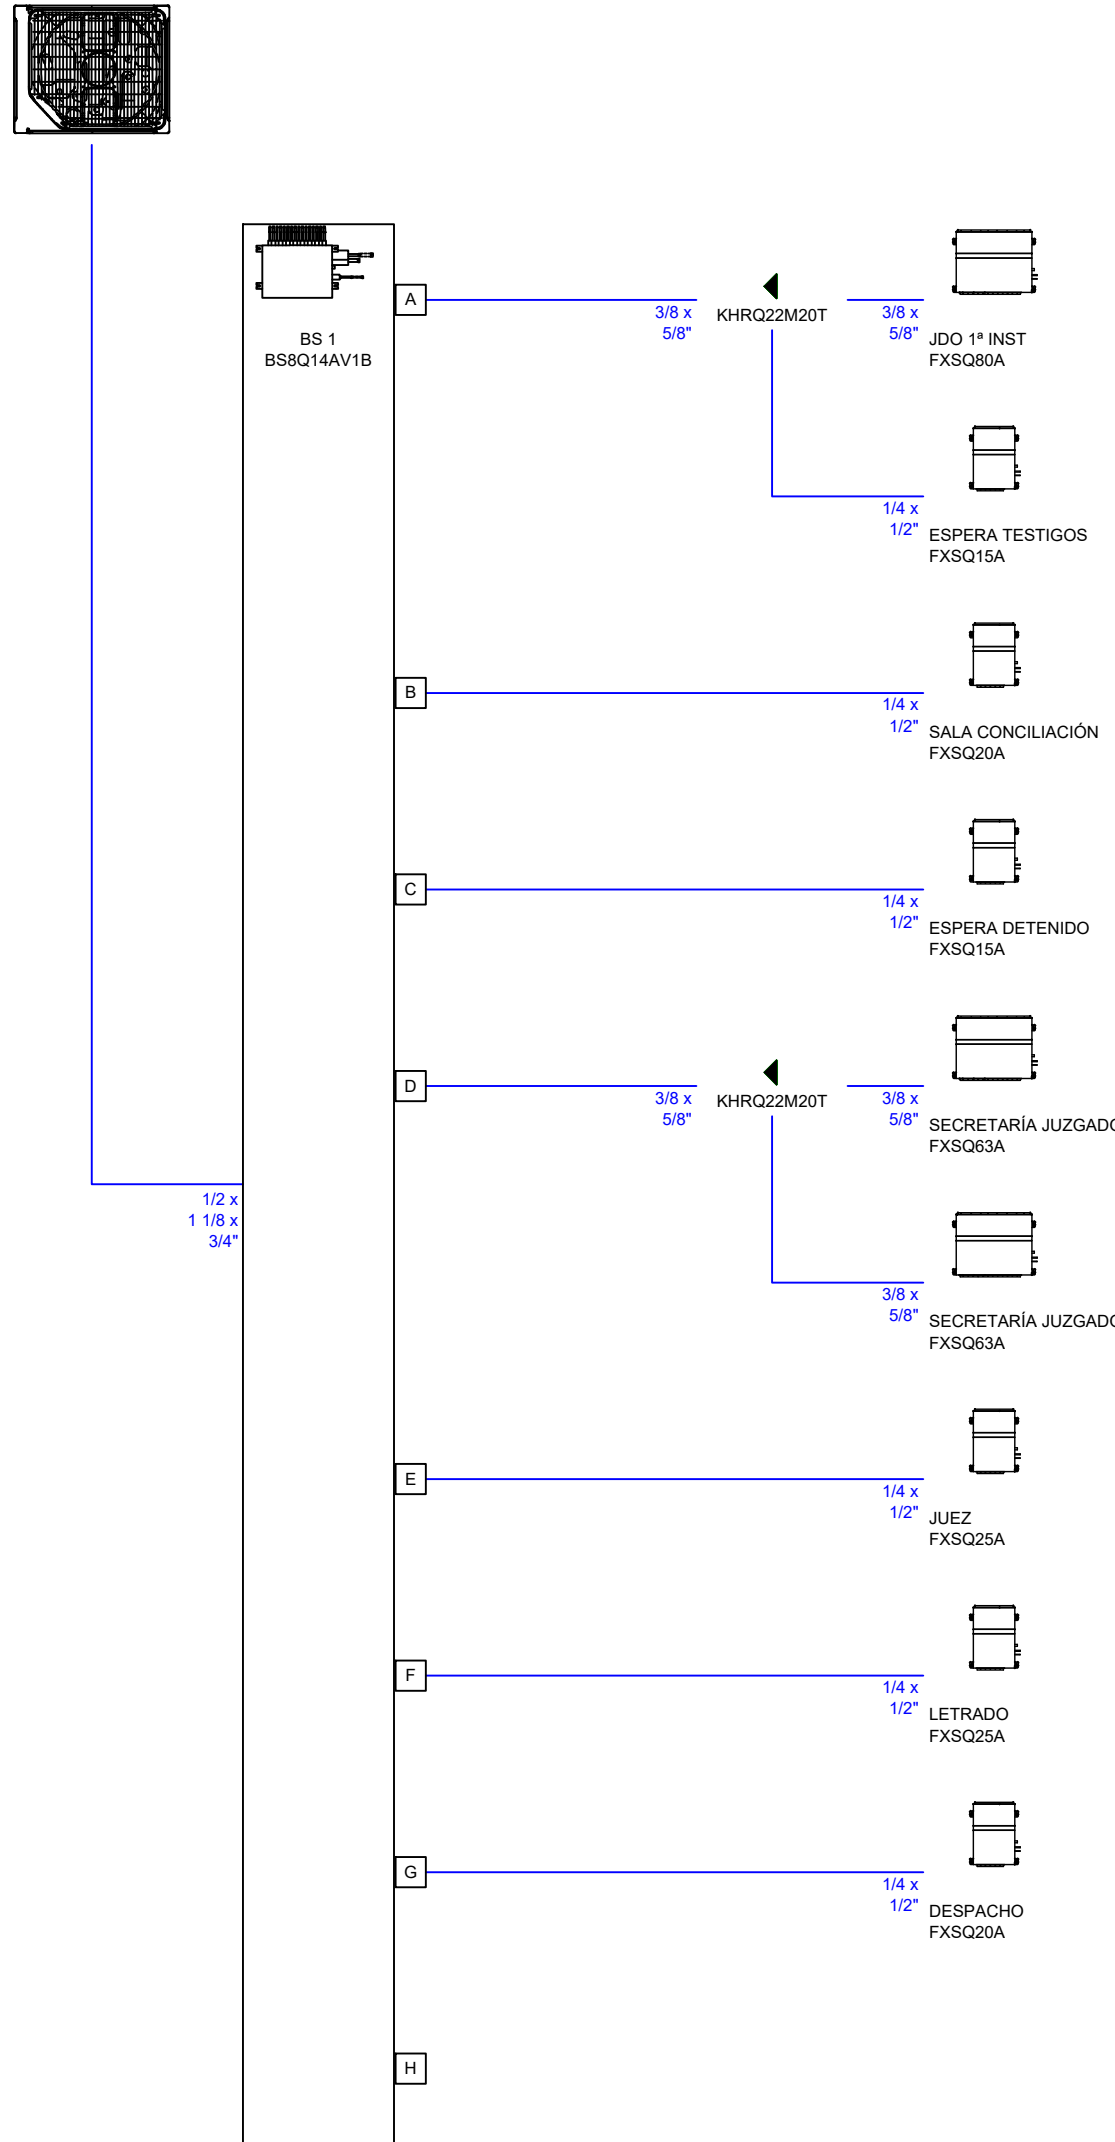 BS 1
BS8Q14AV1B
A
3/8 x
5/8"
KHRQ22M20T
3/8 x
5/8"
JDO 1ª INST
FXSQ80A
1/4 x
1/2"
ESPERA TESTIGOS
FXSQ15A
B
1/4 x
1/2"
SALA CONCILIACIÓN
FXSQ20A
C
1/4 x
1/2"
ESPERA DETENIDO
FXSQ15A
D
3/8 x
5/8"
KHRQ22M20T
3/8 x
5/8"
SECRETARÍA JUZGADO
FXSQ63A
1/2 x
1 1/8 x
3/4"
3/8 x
5/8"
SECRETARÍA JUZGADO
FXSQ63A
E
1/4 x
1/2"
JUEZ
FXSQ25A
F
1/4 x
1/2"
LETRADO
FXSQ25A
G
1/4 x
1/2"
DESPACHO
FXSQ20A
H